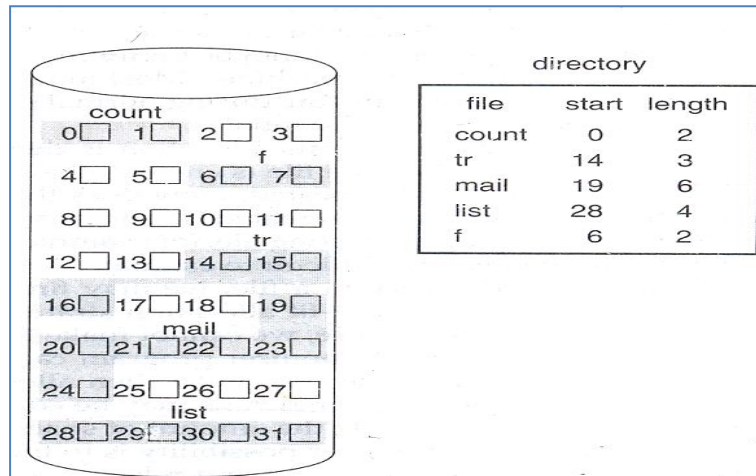 count
0 1 2 3
f
4 5 6 7
8 9 10 11
tr
12 13 14 15
16 17 18 19
mail
20 21 22 23
24 25 26 27
list
28 29 30 31
directory
file start length
count 0 2
tr 14 3
mail 19 6
list 28 4
f 6 2